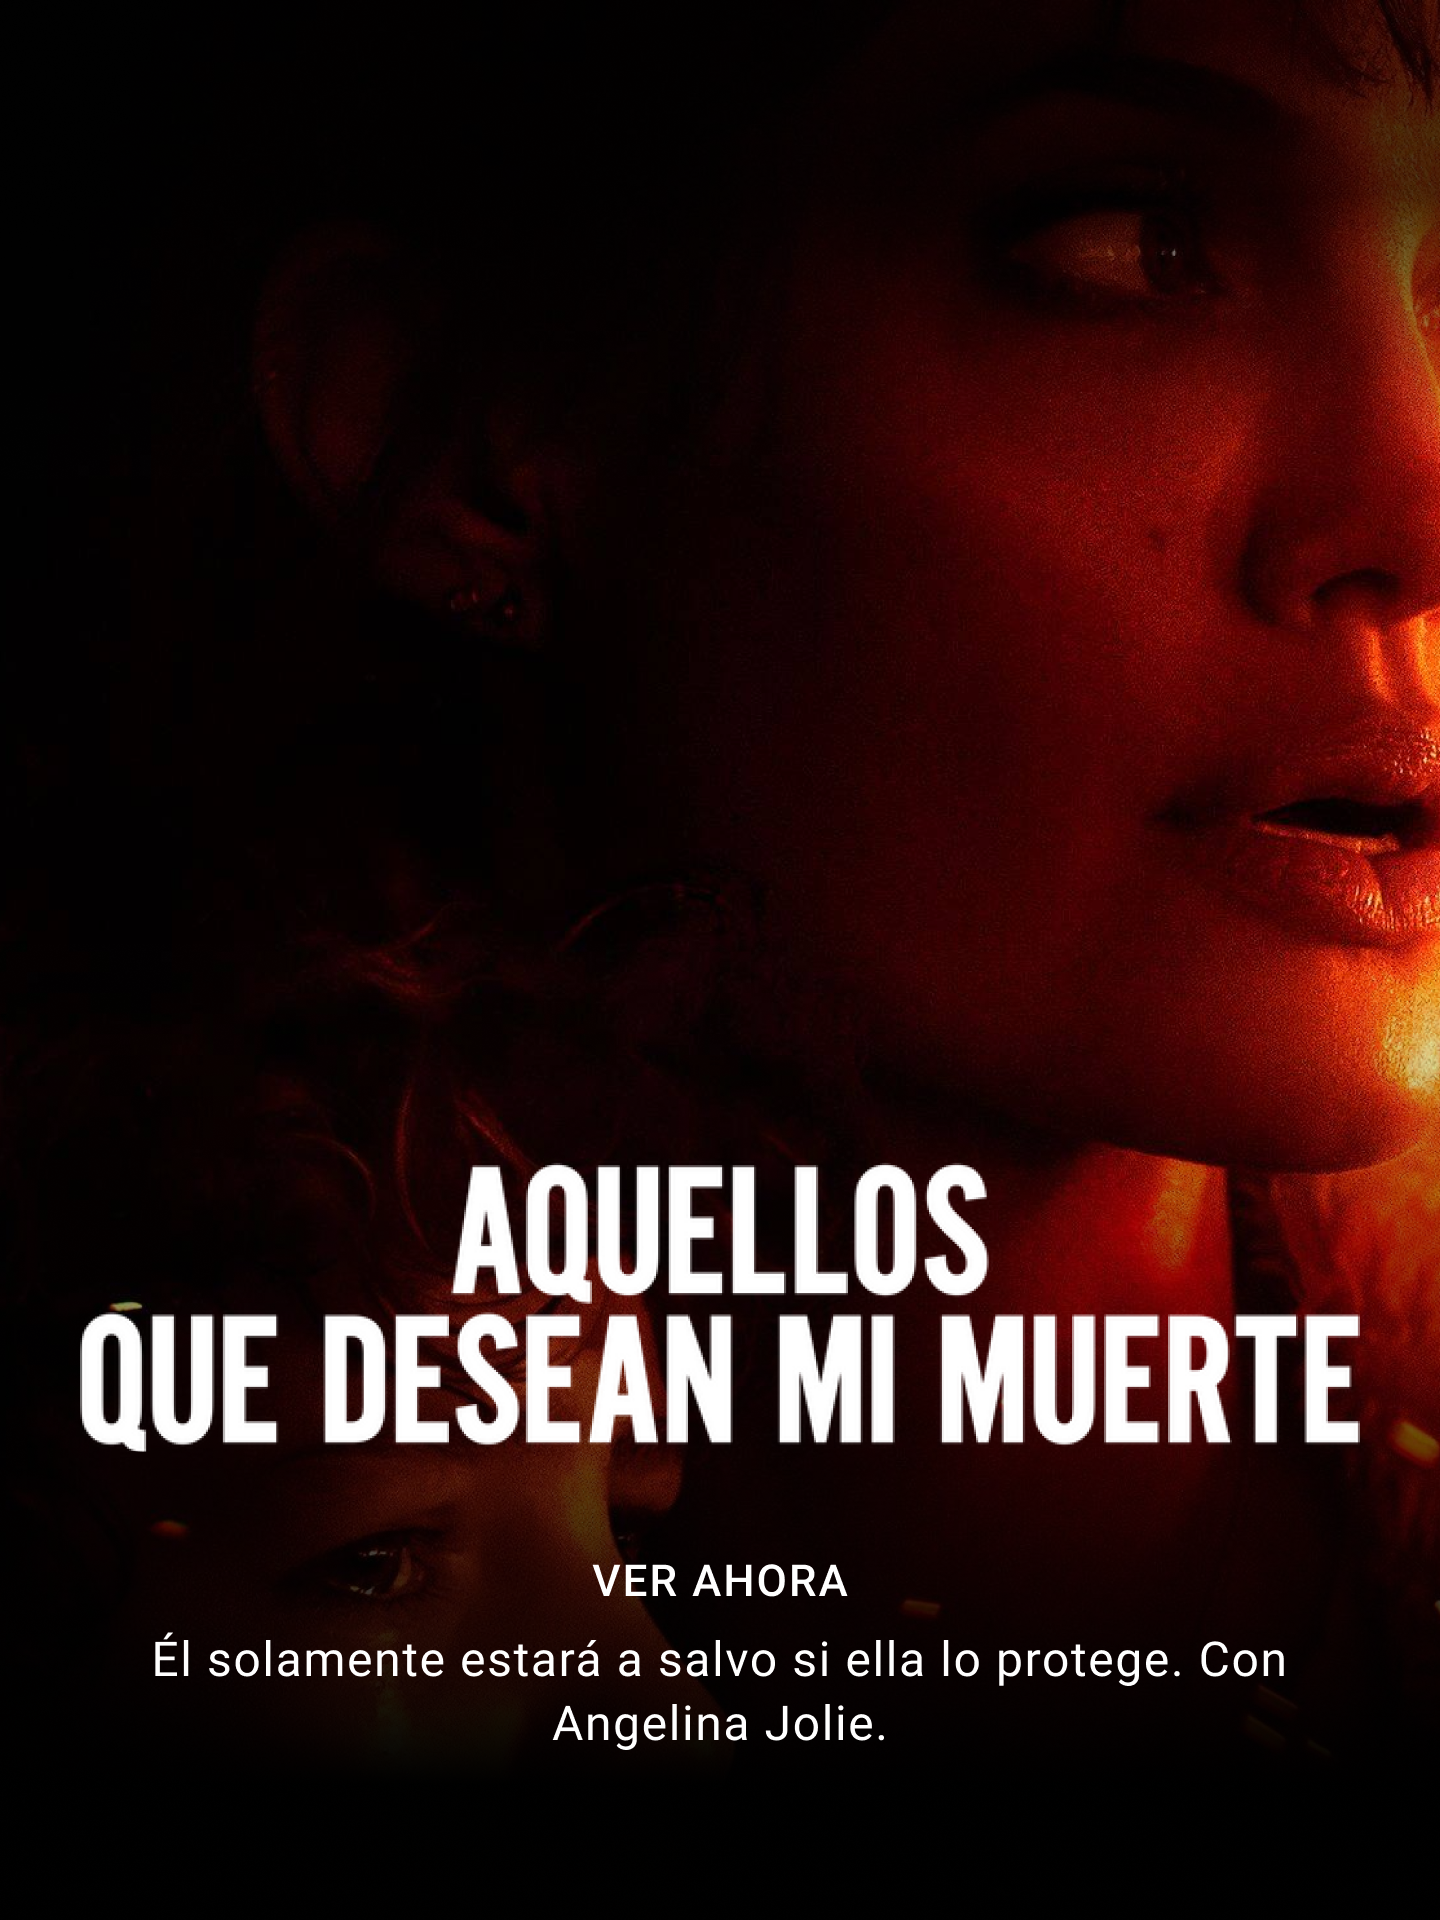 AQUELLOS
QUE DESEAN MI MUERTE
VER AHORA
Él solamente estará a salvo si ella lo protege. Con
Angelina Jolie.